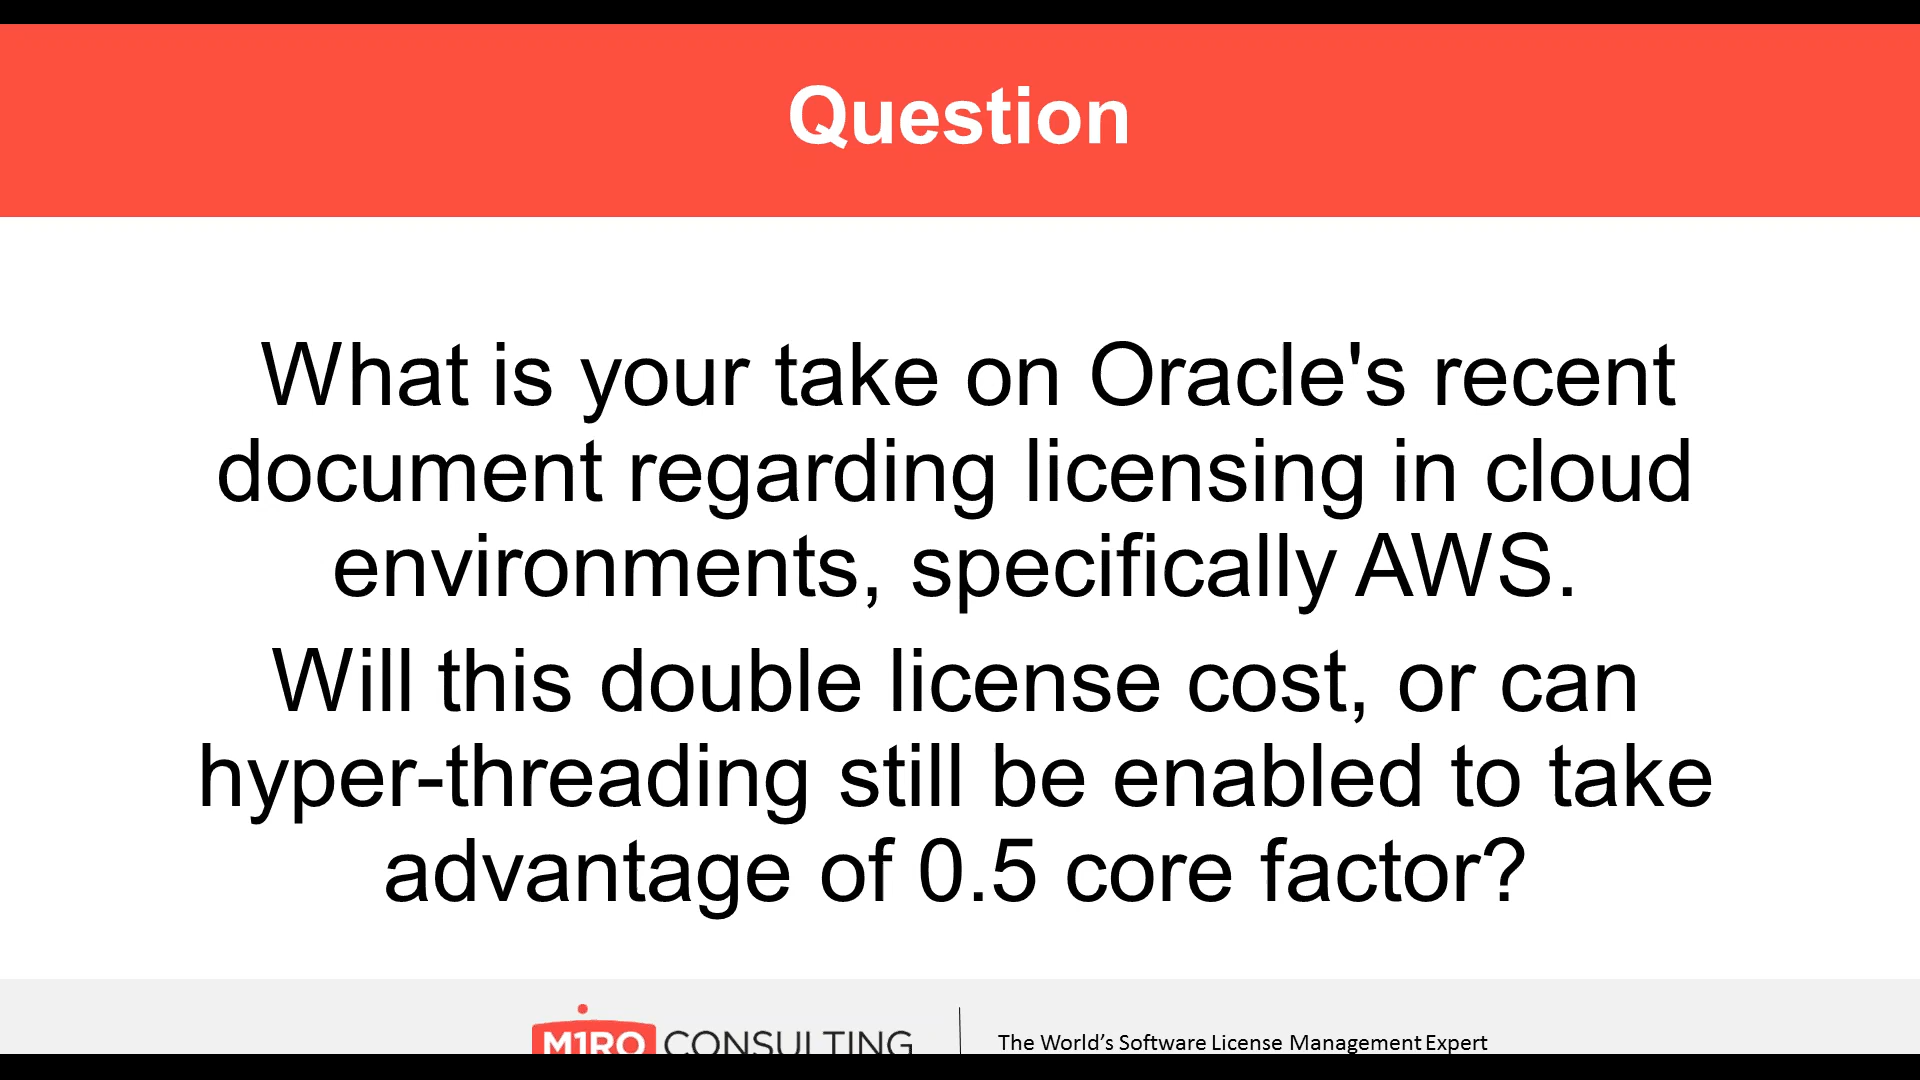 Question
What is your take on Oracle's recent
document regarding licensing in cloud
environments, specifically AWS.
Will this double license cost, or can
hyper-threading still be enabled to take
advantage of 0.5 core factor?
M1RO CONSULTING
The World’s Software License Management Expert